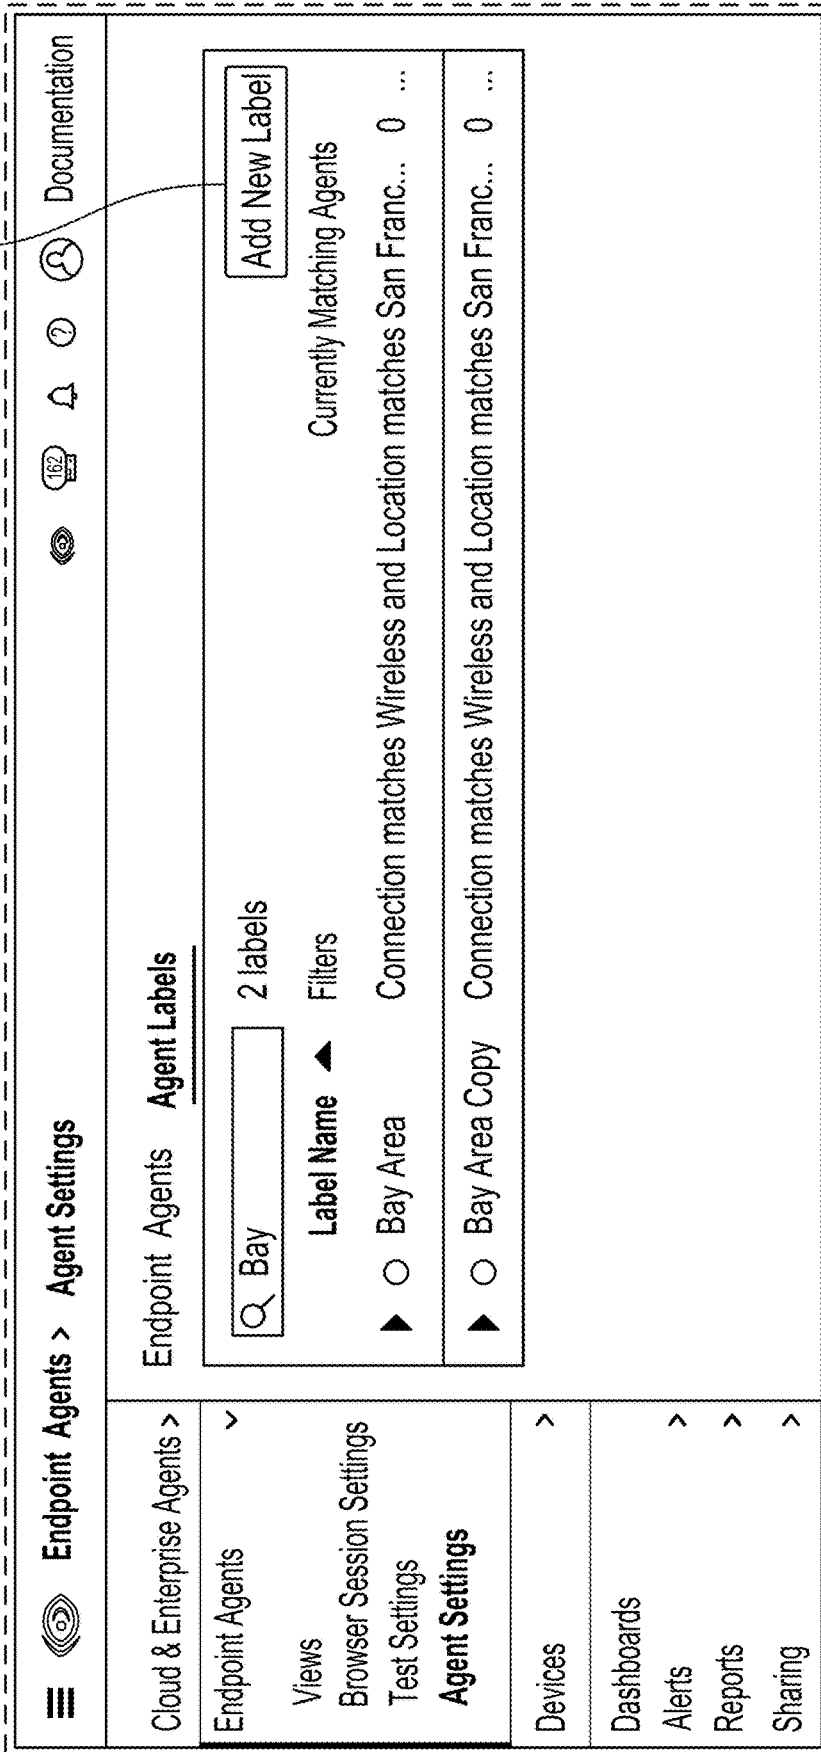 Endpoint Agents > Agent Settings
162
?
Documentation
Cloud & Enterprise Agents >
Endpoint Agents
Views
Browser Session Settings
Test Settings
Agent Settings
Devices >
Dashboards
Alerts >
Reports >
Sharing >
Endpoint Agents Agent Labels
Bay 2 labels Add New Label
Label Name Filters Currently Matching Agents
Bay Area Connection matches Wireless and Location matches San Franc... 0 ...
Bay Area Copy Connection matches Wireless and Location matches San Franc... 0 ...